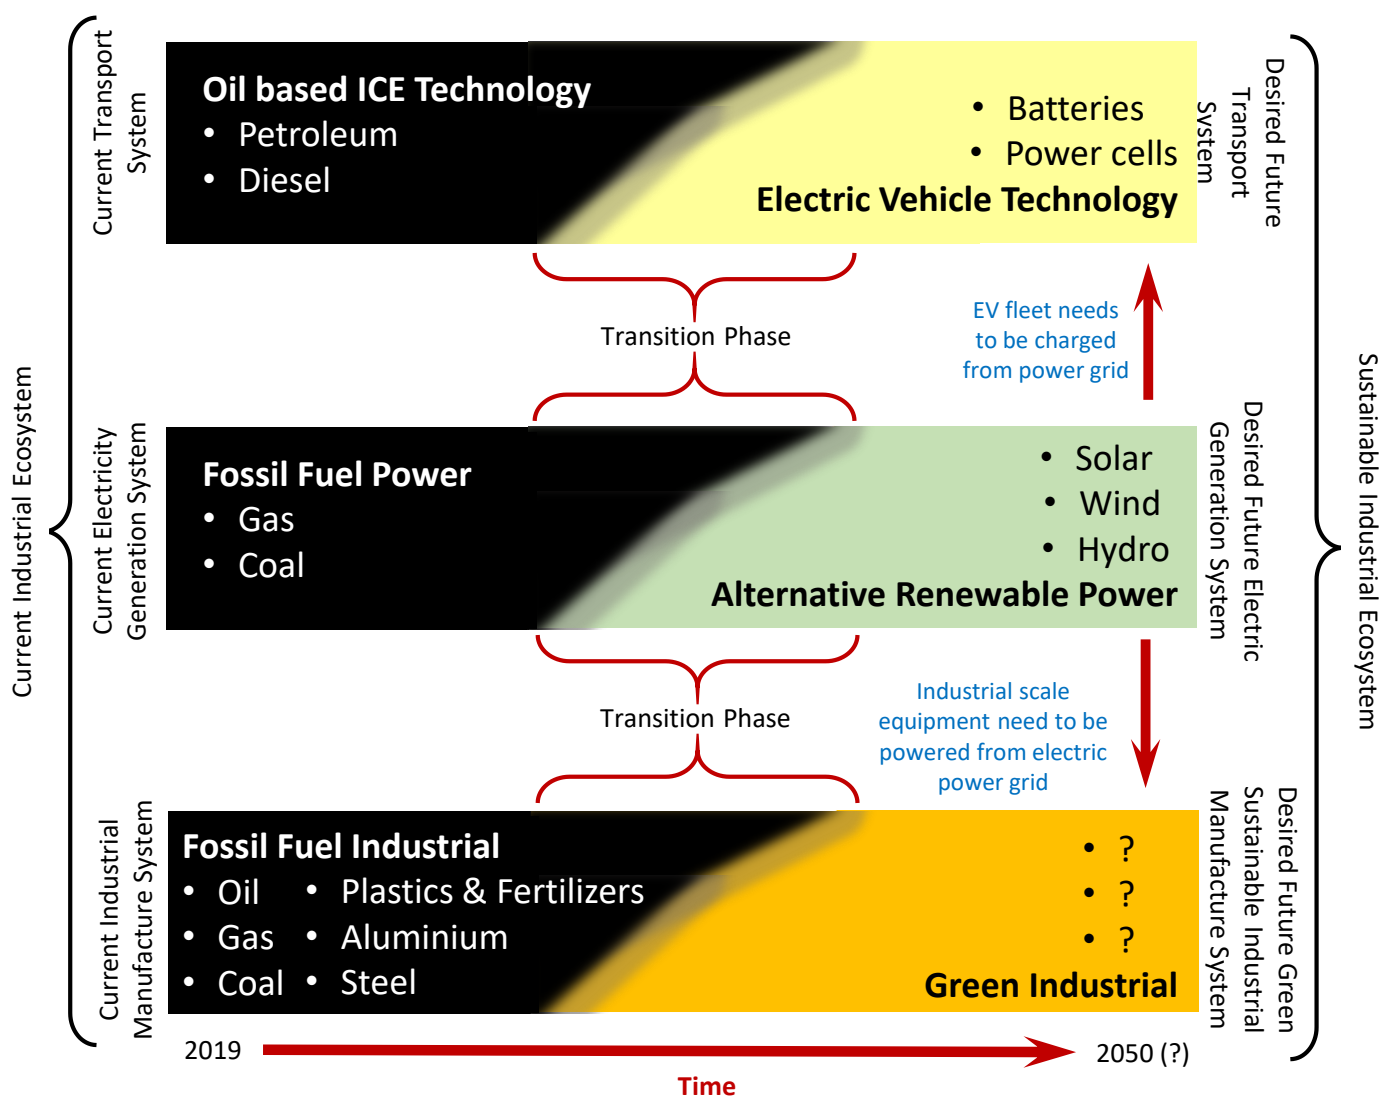 Current Industrial Ecosystem
Current Transport
System
Oil based ICE Technology
• Petroleum
• Diesel
• Batteries
• Power cells
Electric Vehicle Technology
Desired Future
Transport
System
Transition Phase
EV fleet needs
to be charged
from power grid
Current Electricity
Generation System
Fossil Fuel Power
• Gas
• Coal
• Solar
• Wind
• Hydro
Alternative Renewable Power
Desired Future Electric
Generation System
Transition Phase
Industrial scale
equipment need to be
powered from electric
power grid
Current Industrial
Manufacture System
Fossil Fuel Industrial
• Oil • Plastics & Fertilizers
• Gas • Aluminium
• Coal • Steel
• ?
• ?
• ?
Green Industrial
Desired Future Green
Sustainable Industrial
Manufacture System
Sustainable Industrial Ecosystem
2019
2050 (?)
Time